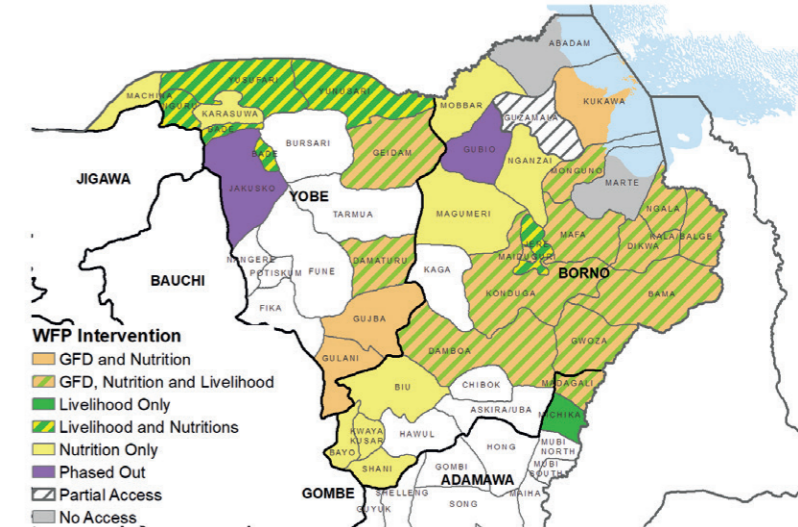 ABADAM
YUSUFARI
YUNUSARI
MACHINA
MOBBAR
KUKAWA
KARASUWA
GUZAMALA
BADE
BURSARI
GUBIO
BADE
GEIDAM
NGANZAI
MONGUNO
JIGAWA
MARTE
JAKUSKO
YOBE
NGALA
TARMUA
MAGUMERI
MAFA
KALA/BALGE
JERE
DIKWA
NANGERE
DAMATURU
MAIDUGURI
POTISKUM
FUNE
KAGA
BORNO
BAUCHI
KONDUGA
BAMA
FIKA
GUJBA
WFP Intervention
GFD and Nutrition
GFD, Nutrition and Livelihood
Livelihood Only
Livelihood and Nutritions
Nutrition Only
Phased Out
Partial Access
No Access
GWOZA
DAMBOA
GULANI
BIU
CHIBOK
MADAGALI
ASKIRA/UBA
MICHIKA
KWAYA
KUSAR
HAWUL
MUBI
NORTH
BAYO
HONG
SHANI
GOMBI
MUBI
SOUTH
ADAMAWA
GOMBE
SHELLENG
MAIHA
SONG
GUYUK